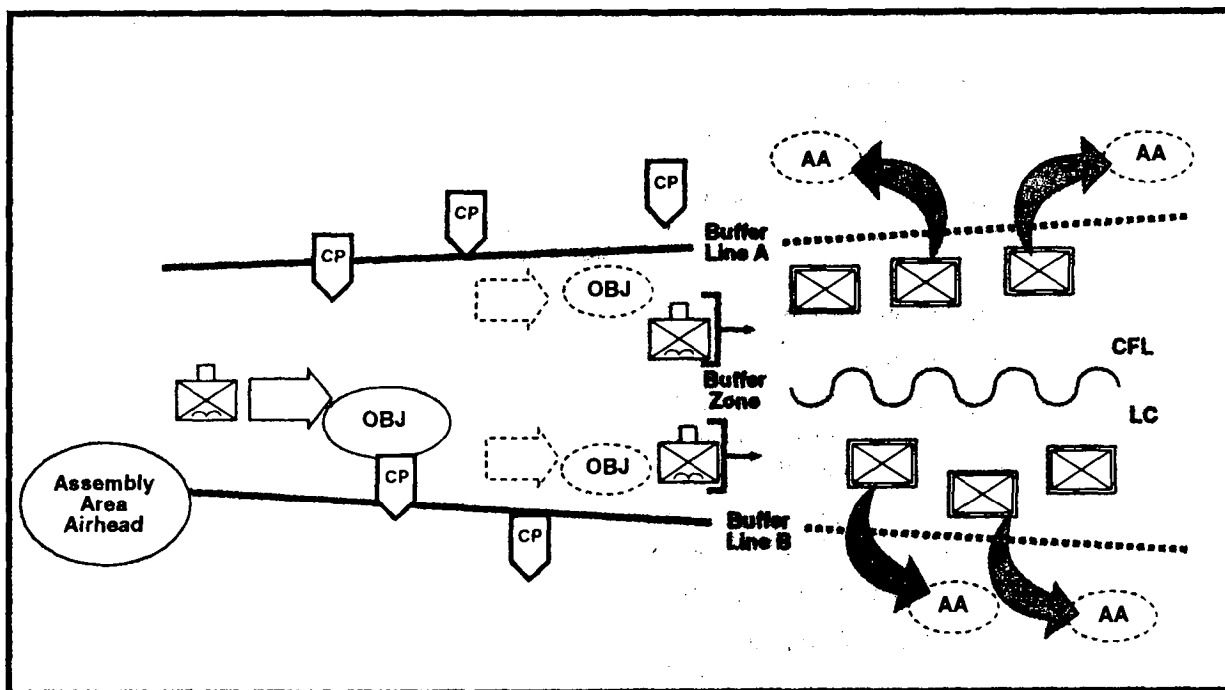 AA
AA
CP
CP
CP
Buffer
Line A
OBJ
CFL
Buffer
Zone
LC
OBJ
OBJ
CP
Assembly
Area
Airhead
CP
Buffer
Line B
AA
AA